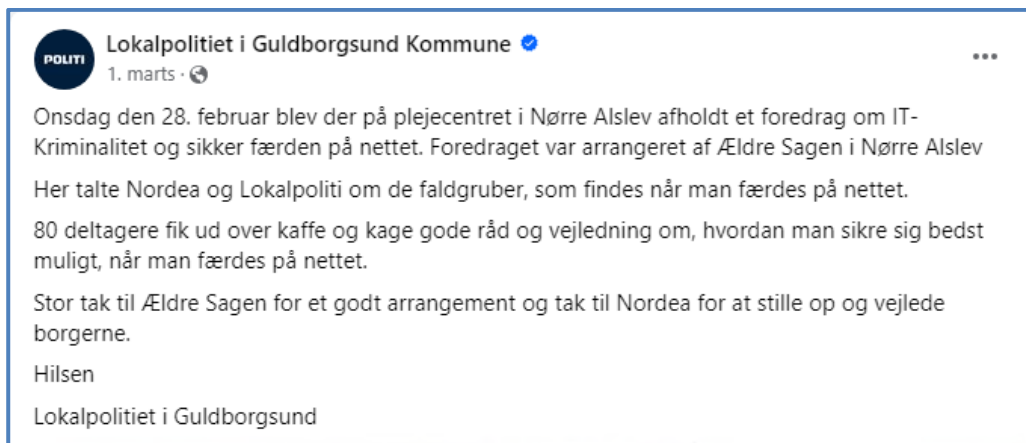 POLITI
Lokalpolitiet i Guldborgsund Kommune
1. marts ·
Onsdag den 28. februar blev der på plejecentret i Nørre Alslev afholdt et foredrag om IT-
Kriminalitet og sikker færden på nettet. Foredraget var arrangeret af Ældre Sagen i Nørre Alslev
Her talte Nordea og Lokalpoliti om de faldgruber, som findes når man færdes på nettet.
80 deltagere fik ud over kaffe og kage gode råd og vejledning om, hvordan man sikre sig bedst
muligt, når man færdes på nettet.
Stor tak til Ældre Sagen for et godt arrangement og tak til Nordea for at stille op og vejlede
borgerne.
Hilsen
Lokalpolitiet i Guldborgsund